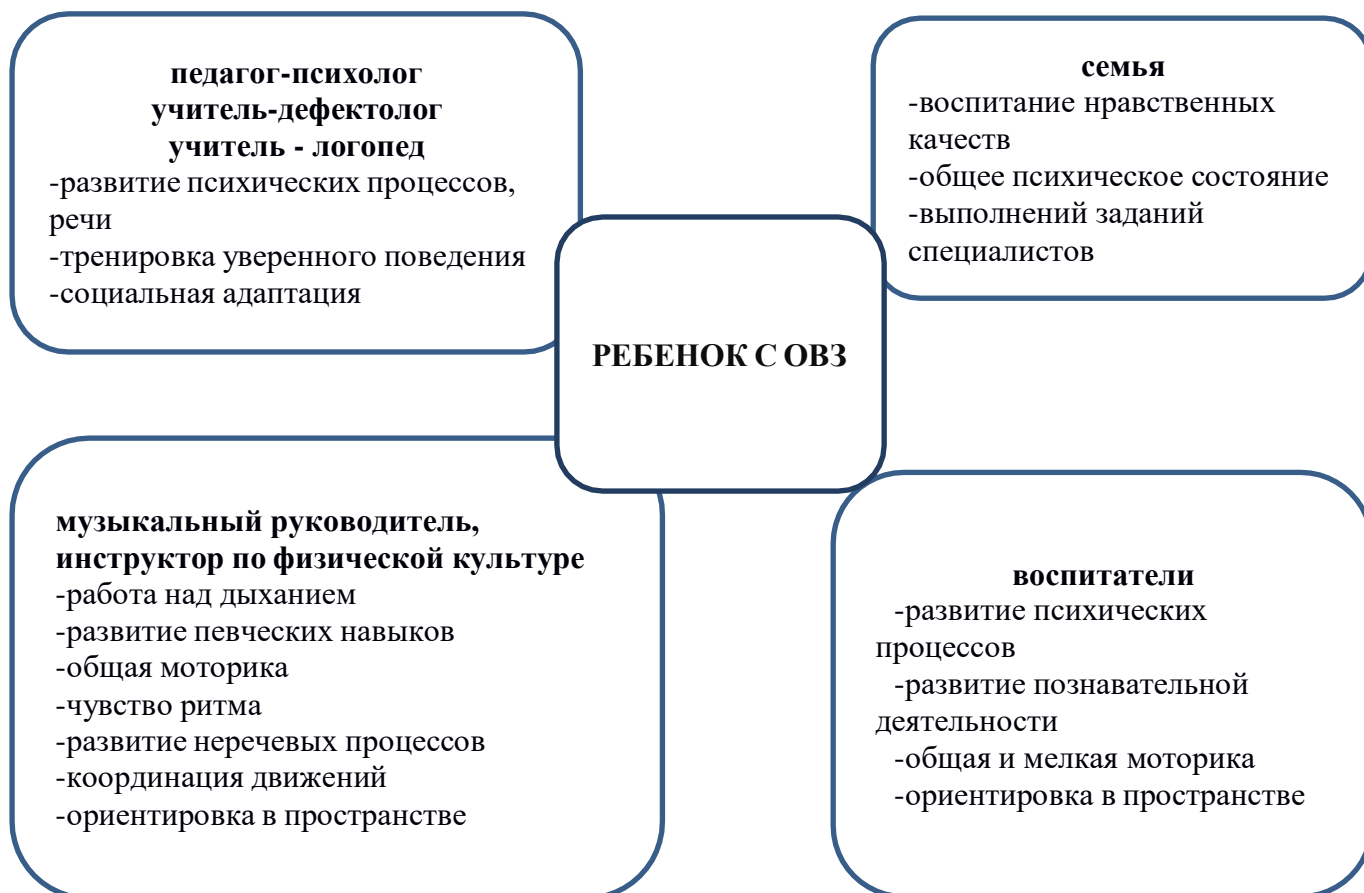 педагог-психолог
учитель-дефектолог
учитель - логопед
-развитие психических процессов,
речи
-тренировка уверенного поведения
-социальная адаптация
семья
-воспитание нравственных
качеств
-общее психическое состояние
-выполнений заданий
специалистов
РЕБЕНОК С ОВЗ
музыкальный руководитель,
инструктор по физической культуре
-работа над дыханием
-развитие певческих навыков
-общая моторика
-чувство ритма
-развитие неречевых процессов
-координация движений
-ориентировка в пространстве
воспитатели
-развитие психических
процессов
-развитие познавательной
деятельности
-общая и мелкая моторика
-ориентировка в пространстве